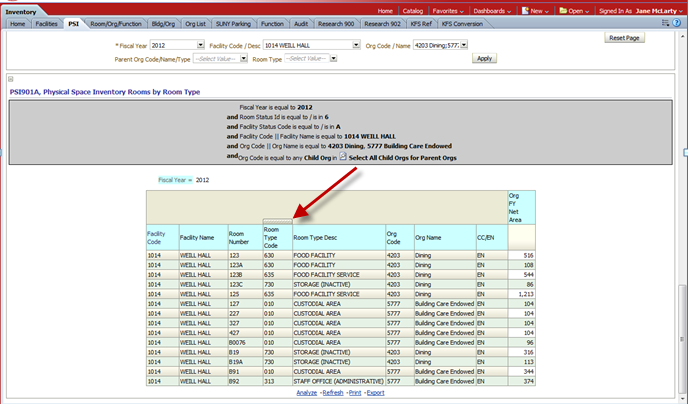 Inventory
Home Catalog Favorites Dashboards New Open Signed In As Jane McLarty
Home Facilities PSI Room/Org/Function Bldg/Org Org List SUNY Parking Function Audit Research 900 Research 902 KFS Ref KFS Conversion
Reset Page
* Fiscal Year 2012 Facility Code / Desc 1014 WEILL HALL Org Code / Name 4203 Dining;5777
Parent Org Code/Name/Type --Select Value-- Room Type --Select Value-- Apply
PSI901A, Physical Space Inventory Rooms by Room Type
Fiscal Year is equal to 2012
and Room Status Id is equal to / is in 6
and Facility Status Code is equal to / is in A
and Facility Code || Facility Name is equal to 1014 WEILL HALL
and Org Code || Org Name is equal to 4203 Dining, 5777 Building Care Endowed
and Org Code is equal to any Child Org in Select All Child Orgs for Parent Orgs
Fiscal Year = 2012
Facility Code Facility Name Room Number Room Type Code Room Type Desc Org Code Org Name CC/EN Org FY Net Area
1014 WEILL HALL 123 630 FOOD FACILITY 4203 Dining EN 516
1014 WEILL HALL 123A 630 FOOD FACILITY 4203 Dining EN 108
1014 WEILL HALL 123B 635 FOOD FACILITY SERVICE 4203 Dining EN 544
1014 WEILL HALL 123C 730 STORAGE (INACTIVE) 4203 Dining EN 86
1014 WEILL HALL 125 635 FOOD FACILITY SERVICE 4203 Dining EN 1,213
1014 WEILL HALL 127 010 CUSTODIAL AREA 5777 Building Care Endowed EN 104
1014 WEILL HALL 227 010 CUSTODIAL AREA 5777 Building Care Endowed EN 104
1014 WEILL HALL 327 010 CUSTODIAL AREA 5777 Building Care Endowed EN 104
1014 WEILL HALL 427 010 CUSTODIAL AREA 5777 Building Care Endowed EN 104
1014 WEILL HALL B0076 010 CUSTODIAL AREA 5777 Building Care Endowed EN 96
1014 WEILL HALL B19 730 STORAGE (INACTIVE) 4203 Dining EN 316
1014 WEILL HALL B19A 730 STORAGE (INACTIVE) 4203 Dining EN 113
1014 WEILL HALL B91 010 CUSTODIAL AREA 5777 Building Care Endowed EN 344
1014 WEILL HALL B92 313 STAFF OFFICE (ADMINISTRATIVE) 5777 Building Care Endowed EN 374
Analyze - Refresh - Print - Export